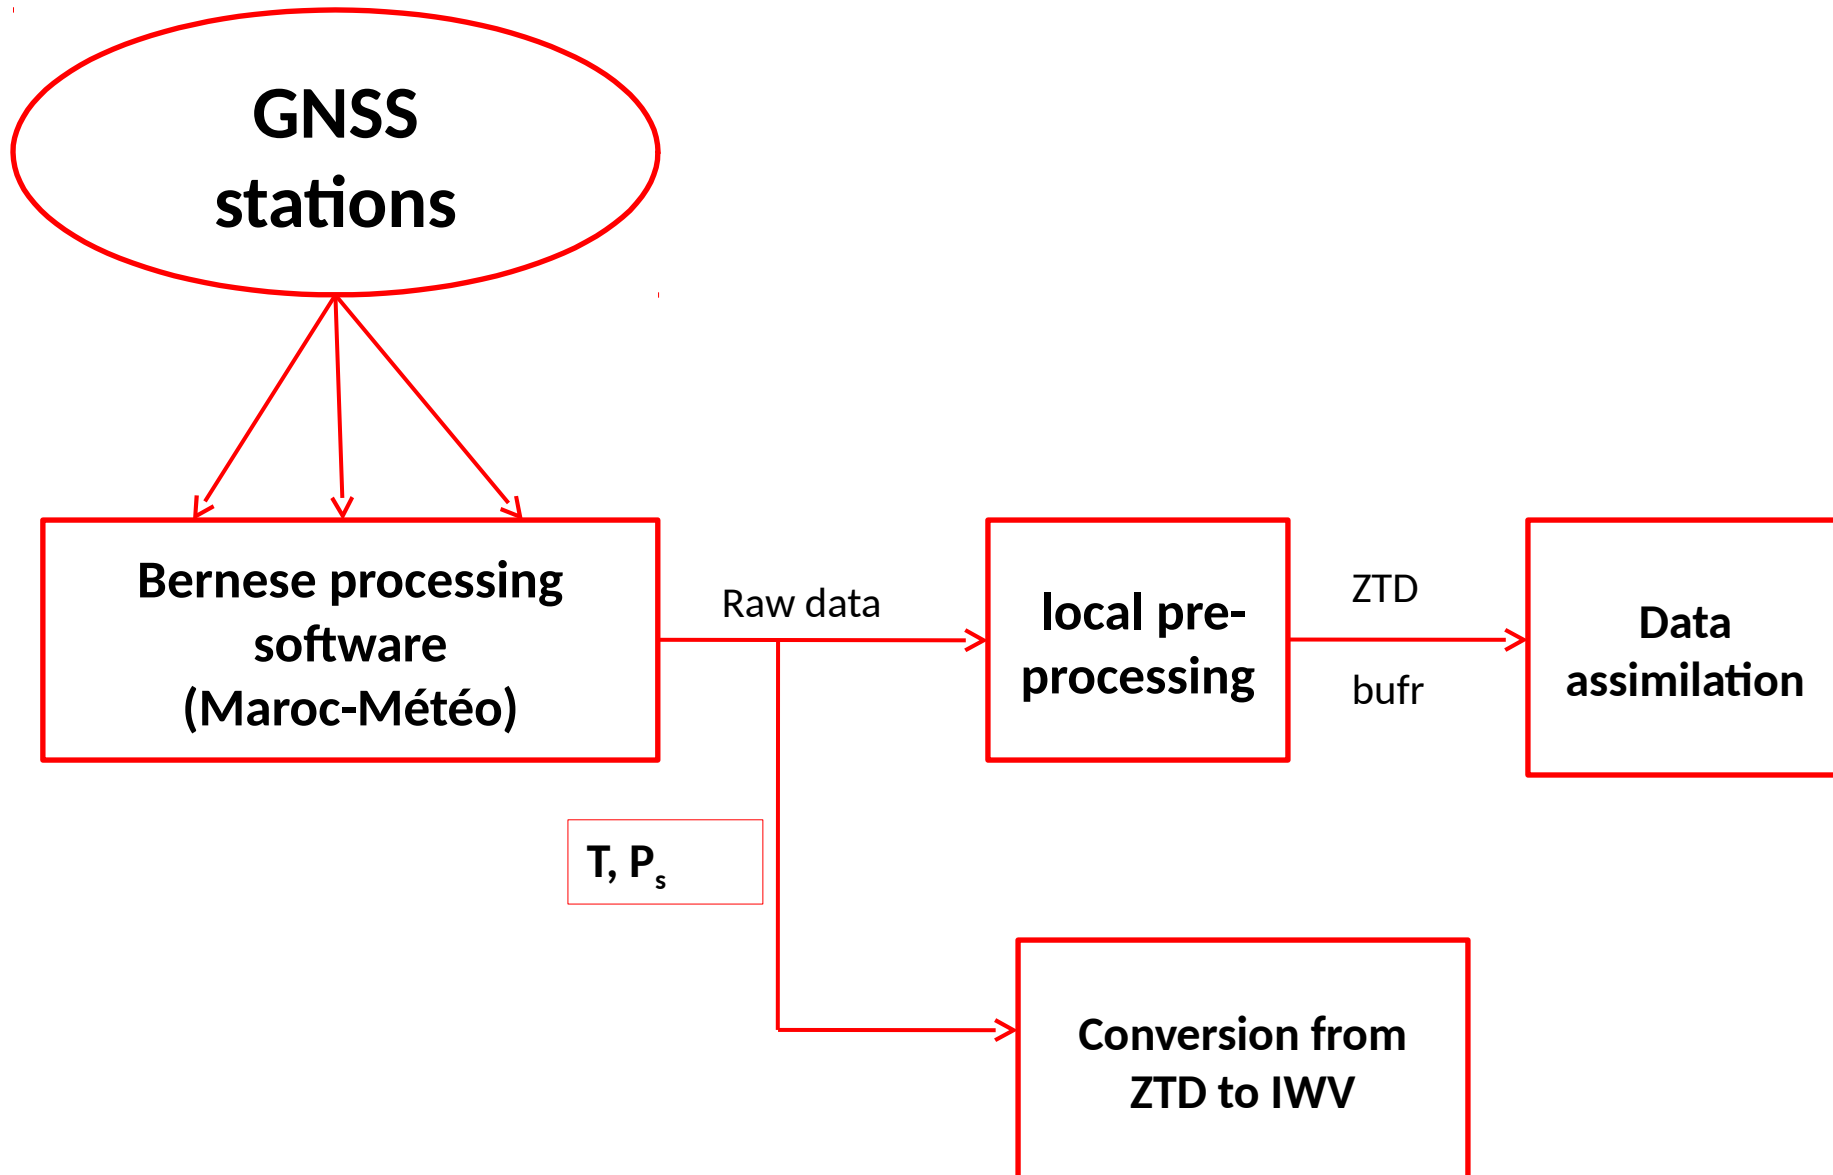 GNSS
stations
Bernese processing
software
(Maroc-Météo)
Raw data
local pre-
processing
ZTD
bufr
Data
assimilation
T, Pₛ
Conversion from
ZTD to IWV